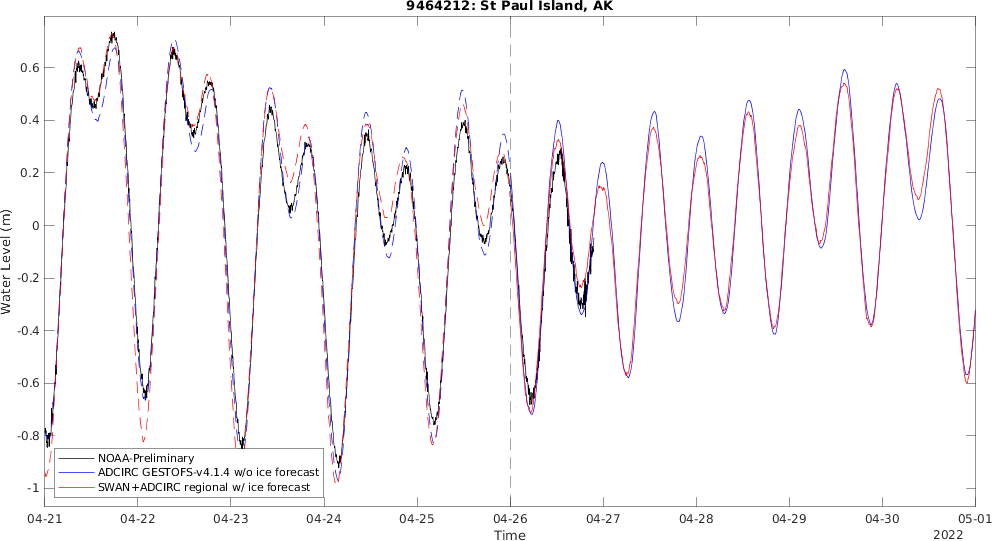 9464212: St Paul Island, AK
Water Level (m)
0.6
0.4
0.2
0
-0.2
-0.4
-0.6
-0.8
-1
NOAA-Preliminary
ADCIRC GESTOFS-v4.1.4 w/o ice forecast
SWAN+ADCIRC regional w/ ice forecast
04-21 04-22 04-23 04-24 04-25 04-26 04-27 04-28 04-29 04-30 05-01
Time
2022